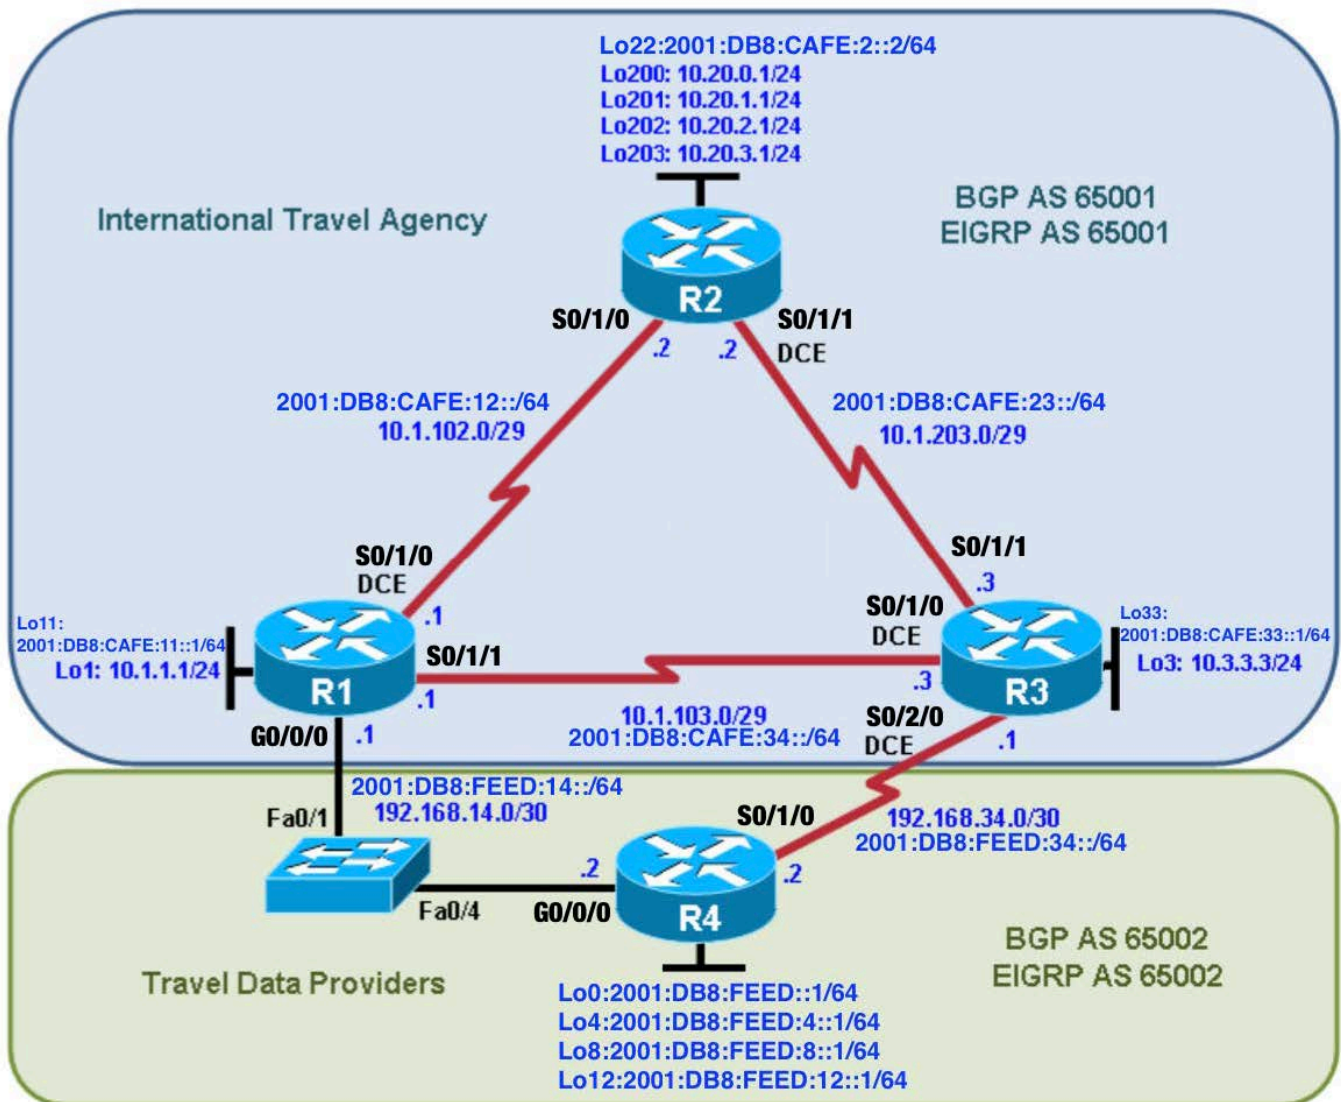 Lo22:2001:DB8:CAFE:2::2/64
Lo200: 10.20.0.1/24
Lo201: 10.20.1.1/24
Lo202: 10.20.2.1/24
Lo203: 10.20.3.1/24
International Travel Agency
BGP AS 65001
EIGRP AS 65001
R2
S0/1/0
S0/1/1
.2
.2
DCE
2001:DB8:CAFE:12::/64
10.1.102.0/29
2001:DB8:CAFE:23::/64
10.1.203.0/29
S0/1/0
DCE
.1
S0/1/1
.3
S0/1/0
DCE
Lo11:
2001:DB8:CAFE:11::1/64
Lo1: 10.1.1.1/24
R1
S0/1/1
.1
Lo33:
2001:DB8:CAFE:33::1/64
Lo3: 10.3.3.3/24
R3
.3
10.1.103.0/29
2001:DB8:CAFE:34::/64
S0/2/0
DCE
.1
G0/0/0
.1
2001:DB8:FEED:14::/64
192.168.14.0/30
Fa0/1
S0/1/0
192.168.34.0/30
2001:DB8:FEED:34::/64
.2
.2
Fa0/4
G0/0/0
R4
BGP AS 65002
EIGRP AS 65002
Travel Data Providers
Lo0:2001:DB8:FEED::1/64
Lo4:2001:DB8:FEED:4::1/64
Lo8:2001:DB8:FEED:8::1/64
Lo12:2001:DB8:FEED:12::1/64